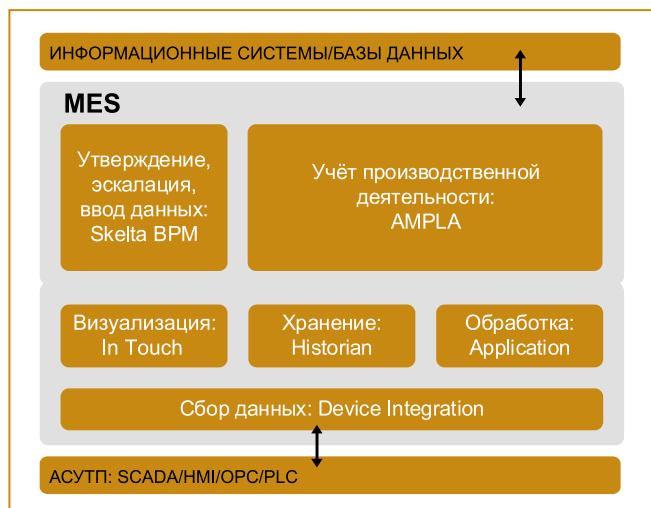 ИНФОРМАЦИОННЫЕ СИСТЕМЫ/БАЗЫ ДАННЫХ
MES
Утверждение,
эскалация,
ввод данных:
Skelta BPM
Учёт производственной
деятельности:
AMPLA
Визуализация:
In Touch
Хранение:
Historian
Обработка:
Application
Сбор данных: Device Integration
АСУТП: SCADA/HMI/OPC/PLC